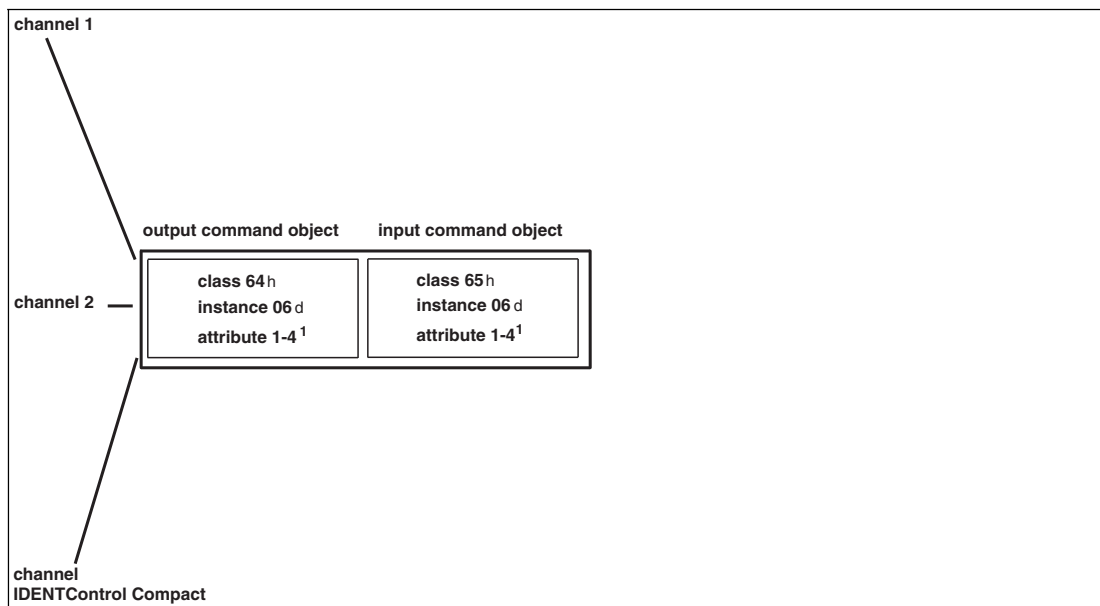 channel 1
output command object
input command object
class 64h
instance 06d
attribute 1-4¹
class 65h
instance 06d
attribute 1-4¹
channel 2
channel
IDENTControl Compact